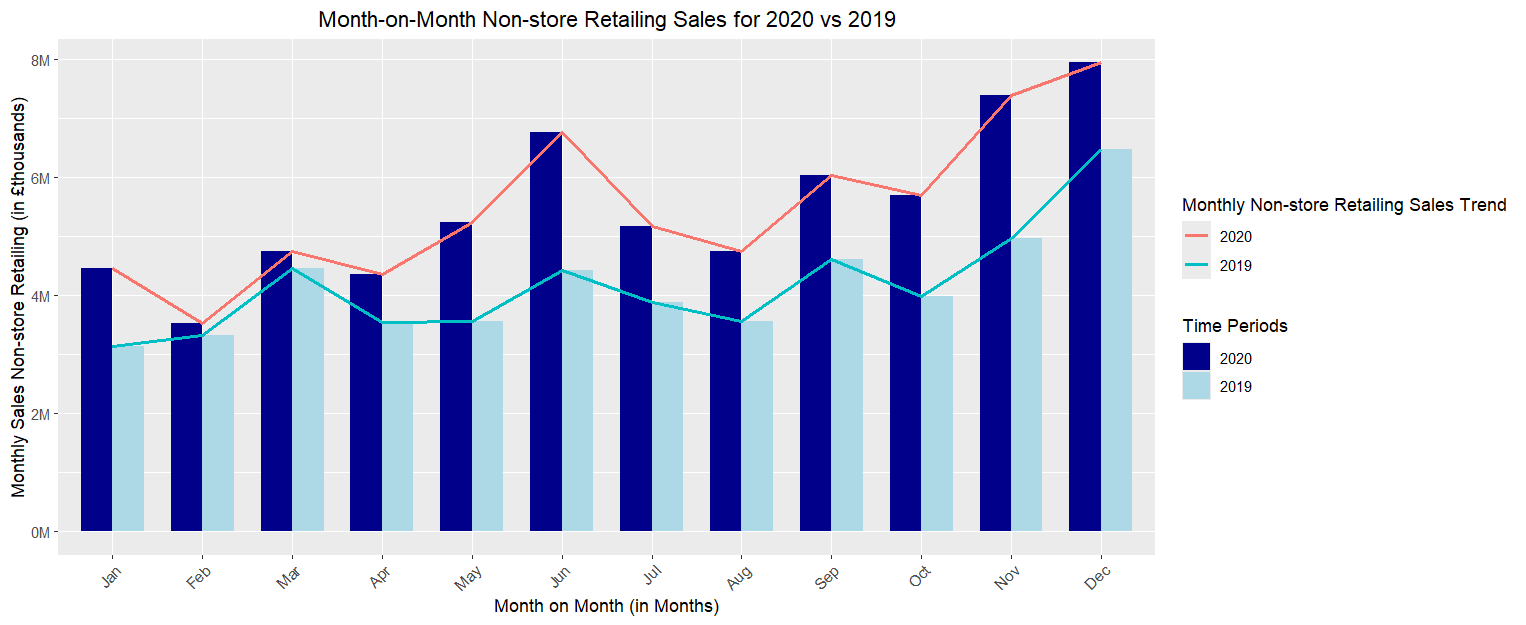 Month-on-Month Non-store Retailing Sales for 2020 vs 2019
Monthly Sales Non-store Retailing (in £thousands)
8M
6M
4M
2M
0M
Jan
Feb
Mar
Apr
May
Jun
Jul
Aug
Sep
Oct
Nov
Dec
Month on Month (in Months)
Monthly Non-store Retailing Sales Trend
2020
2019
Time Periods
2020
2019